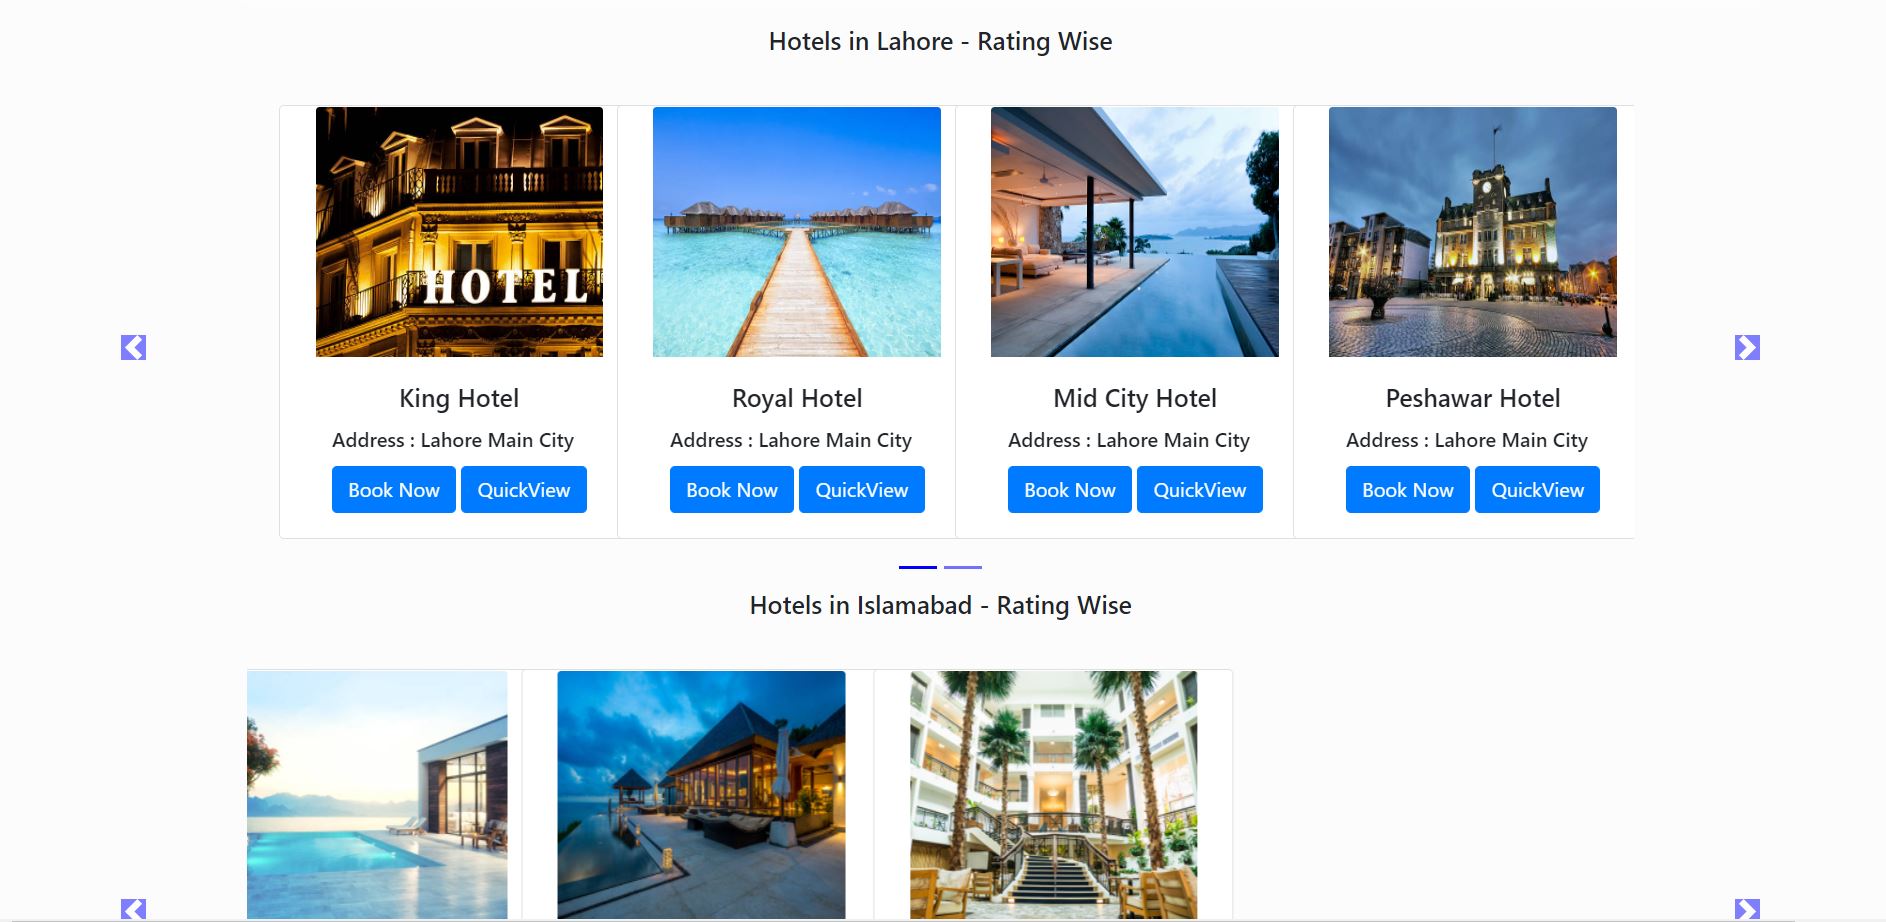 Hotels in Lahore - Rating Wise
HOTEL
King Hotel
Royal Hotel
Mid City Hotel
Peshawar Hotel
Address : Lahore Main City
Address : Lahore Main City
Address : Lahore Main City
Address : Lahore Main City
Book Now QuickView
Book Now QuickView
Book Now QuickView
Book Now QuickView
Hotels in Islamabad - Rating Wise